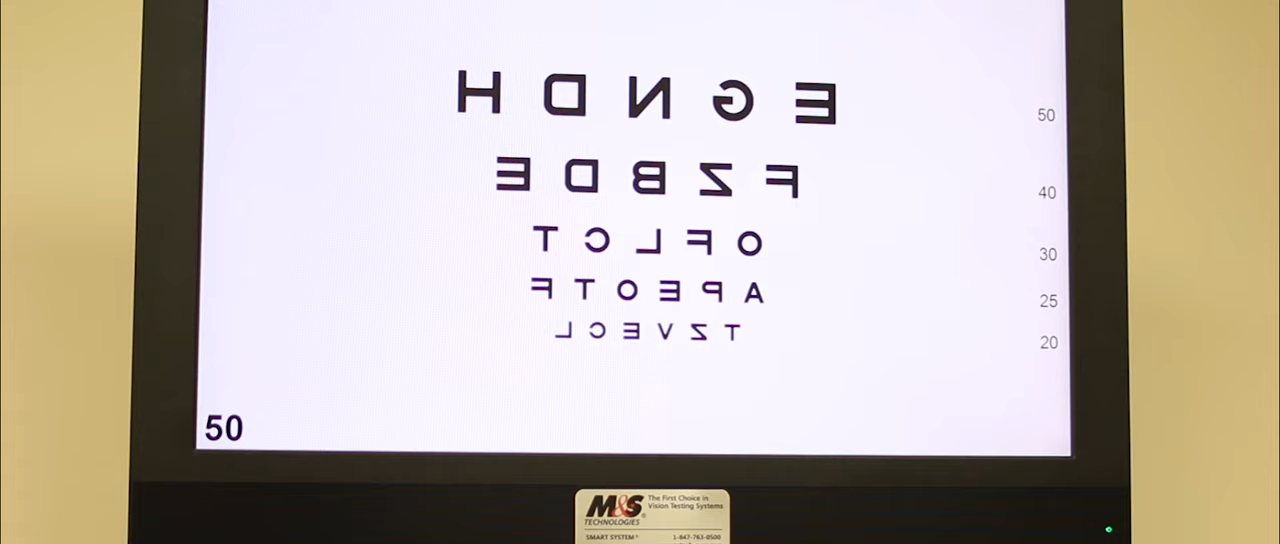 H D N G E 50
E D B Z F 40
T C L F O 30
F T O E P A 25
L C E V Z T 20
50
M&S
TECHNOLOGIES
The First Choice in
Vision Testing Systems
SMART SYSTEM® 1-847-763-0500